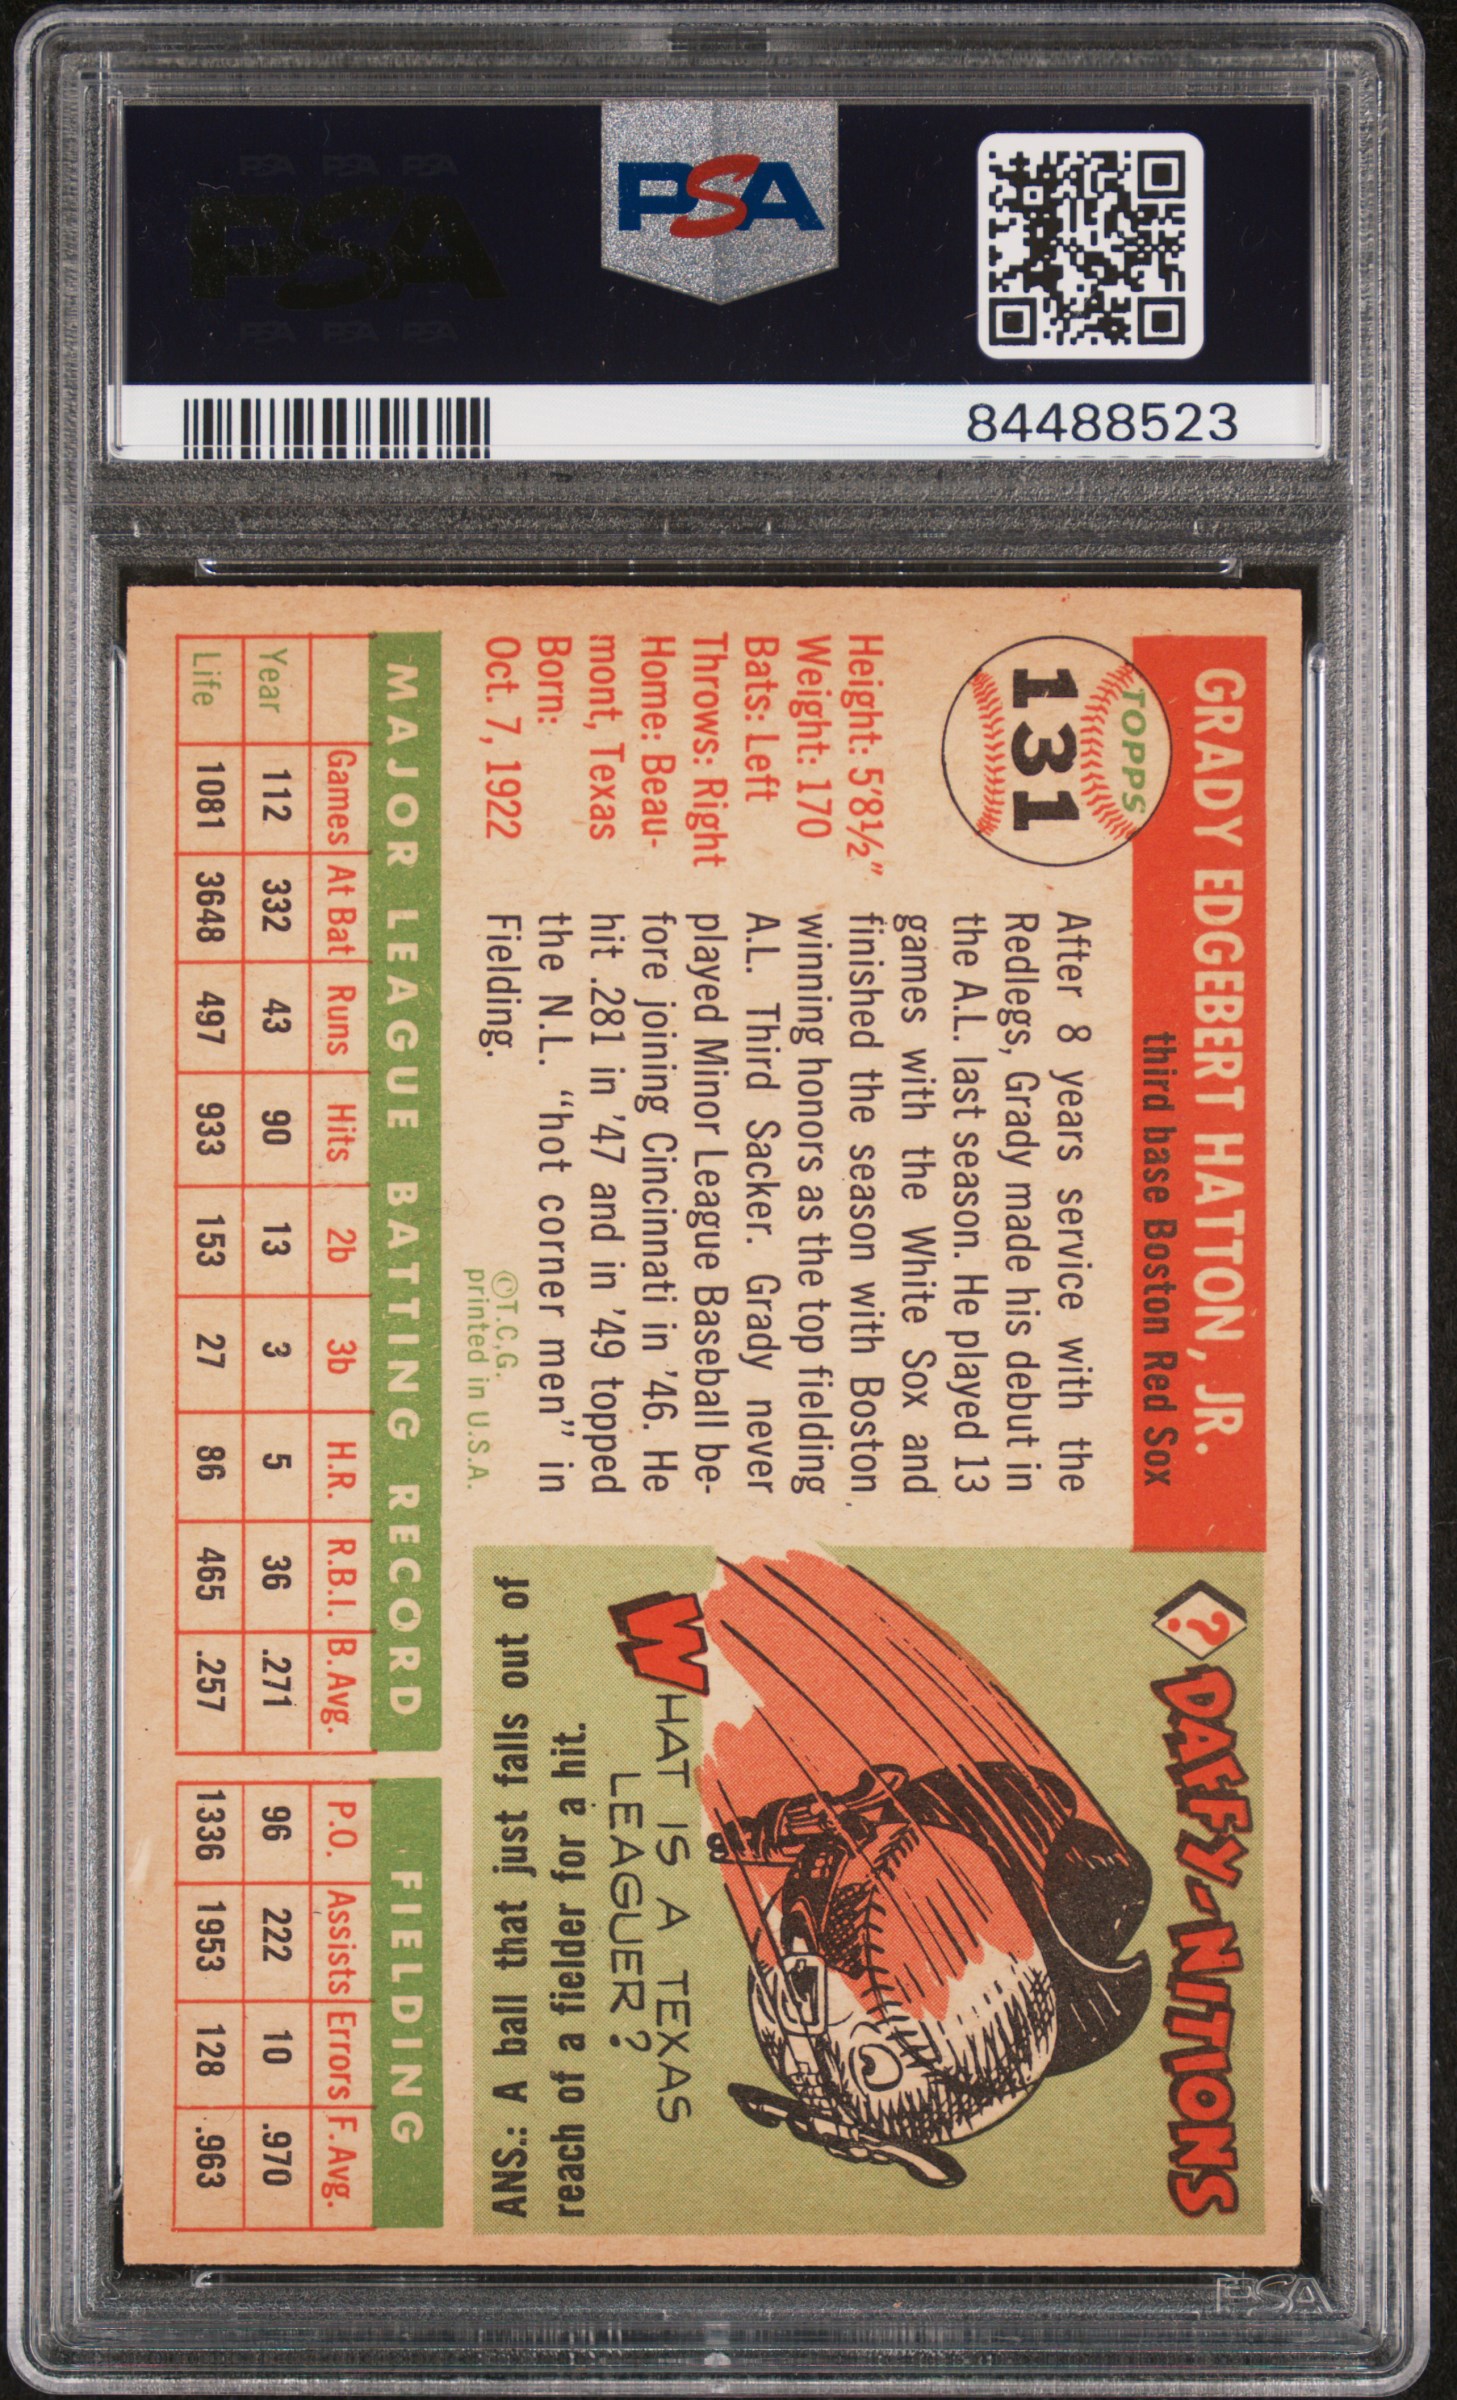 PSA PSA PSA
PSA
PSA PSA PSA
PSA
84488523
GRADY EDGEBERT HATTON, JR.
third base Boston Red Sox
TOPPS
131
Height: 5'8½"
Weight: 170
Bats: Left
Throws: Right
Home: Beau-
mont, Texas
Born:
Oct. 7, 1922
After 8 years service with the
Redlegs, Grady made his debut in
the A.L. last season. He played 13
games with the White Sox and
finished the season with Boston,
winning honors as the top fielding
A.L. Third Sacker. Grady never
played Minor League Baseball be-
fore joining Cincinnati in '46. He
hit .281 in '47 and in '49 topped
the N.L. "hot corner men" in
Fielding.
©T.C.G.
printed in U.S.A.
? DAFFY-NITIONS
WHAT IS A TEXAS
LEAGUER?
ANS.: A ball that just falls out of
reach of a fielder for a hit.
MAJOR LEAGUE BATTING RECORD FIELDING
Games At Bat Runs Hits 2b 3b H.R. R.B.I. B. Avg. P.O. Assists Errors F. Avg.
Year 112 332 43 90 13 3 5 36 .271 96 222 10 .970
Life 1081 3648 497 933 153 27 86 465 .257 1336 1953 128 .963
PSA